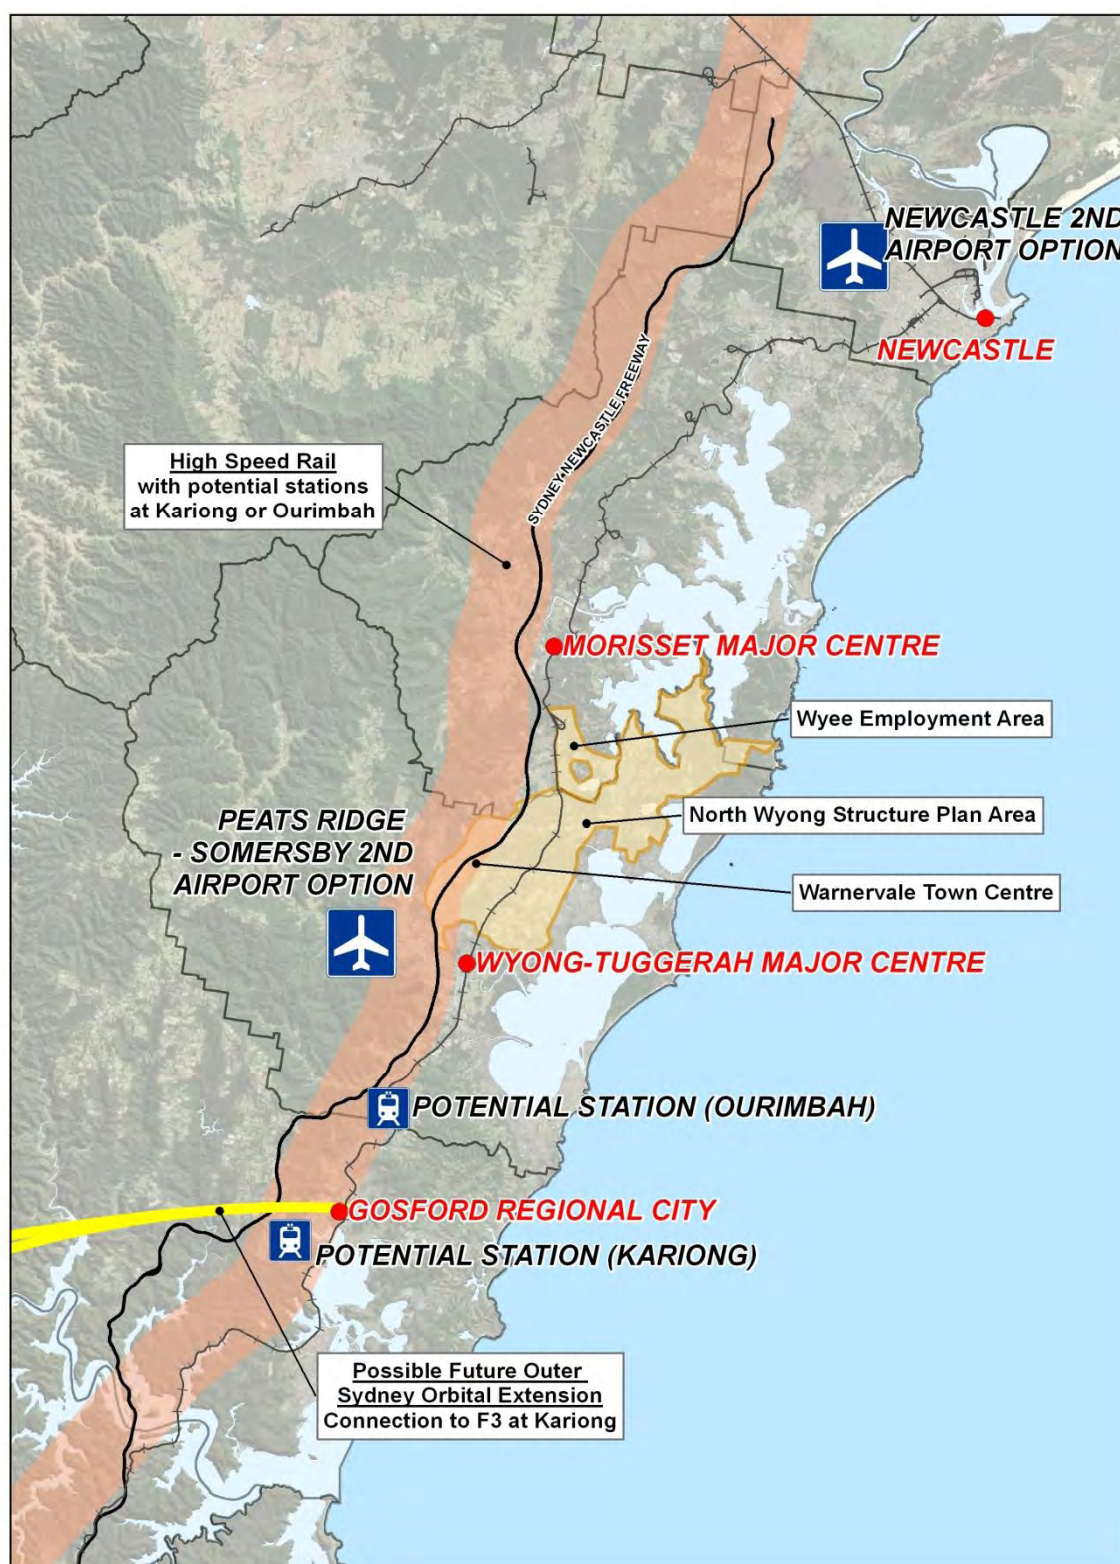 NEWCASTLE 2ND
AIRPORT OPTION
NEWCASTLE
SYDNEY NEWCASTLE FREEWAY
High Speed Rail
with potential stations
at Kariong or Ourimbah
MORISSET MAJOR CENTRE
Wyee Employment Area
North Wyong Structure Plan Area
PEATS RIDGE
- SOMERSBY 2ND
AIRPORT OPTION
Warnervale Town Centre
WYONG-TUGGERAH MAJOR CENTRE
POTENTIAL STATION (OURIMBAH)
GOSFORD REGIONAL CITY
POTENTIAL STATION (KARIONG)
Possible Future Outer
Sydney Orbital Extension
Connection to F3 at Kariong